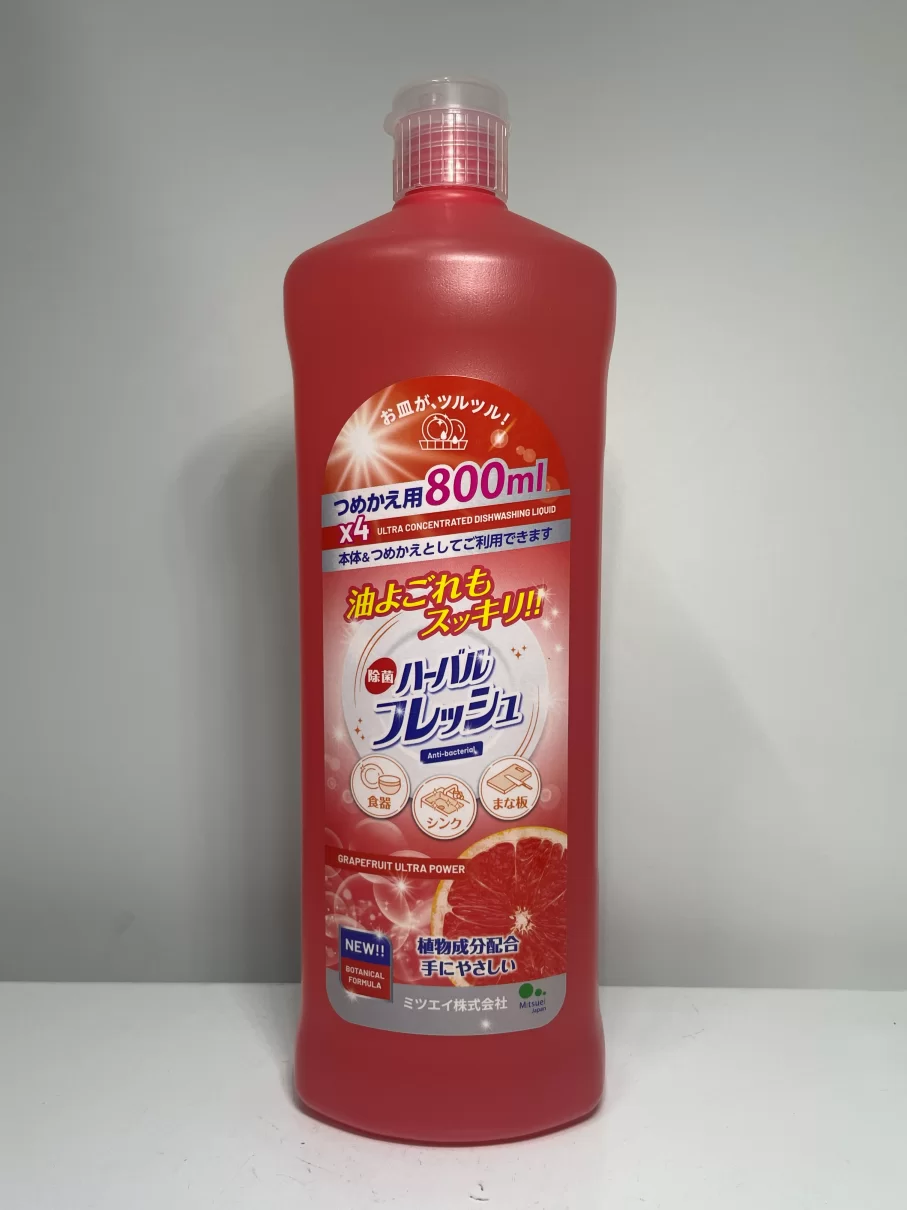 お皿が、ツルツル!
つめかえ用800ml
x4 ULTRA CONCENTRATED DISHWASHING LIQUID
本体&つめかえとしてご利用できます
油よごれも
スッキリ!!
除菌 ハーバル
フレッシュ
Anti-bacterial
食器
シンク
まな板
GRAPEFRUIT ULTRA POWER
NEW!!
BOTANICAL
FORMULA
植物成分配合
手にやさしい
ミツエイ株式会社
Mitsuei
Japan